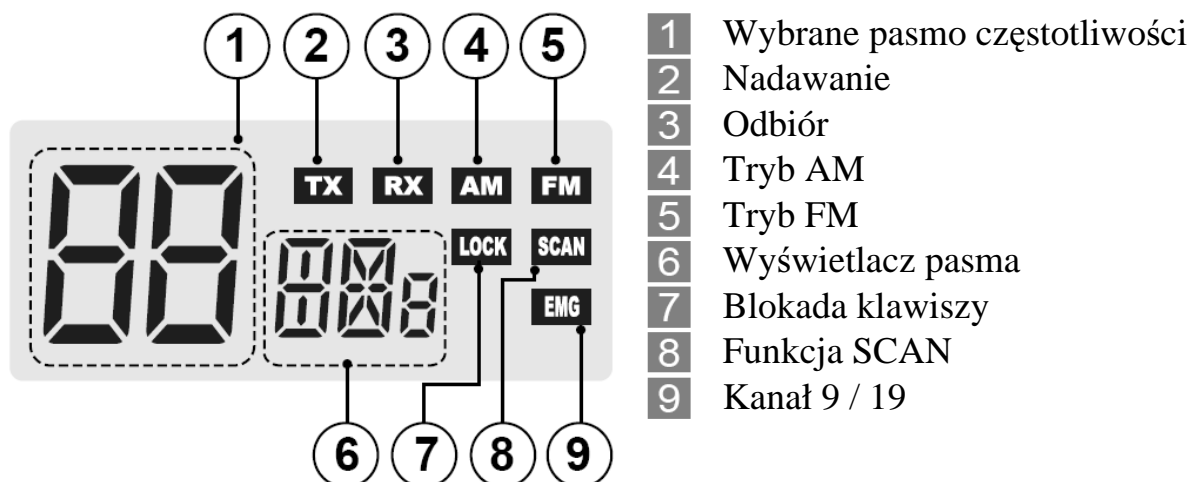 1 2 3 4 5
TX RX AM FM
LOCK SCAN
EMG
6 7 8 9
1 Wybrane pasmo częstotliwości
2 Nadawanie
3 Odbiór
4 Tryb AM
5 Tryb FM
6 Wyświetlacz pasma
7 Blokada klawiszy
8 Funkcja SCAN
9 Kanał 9 / 19